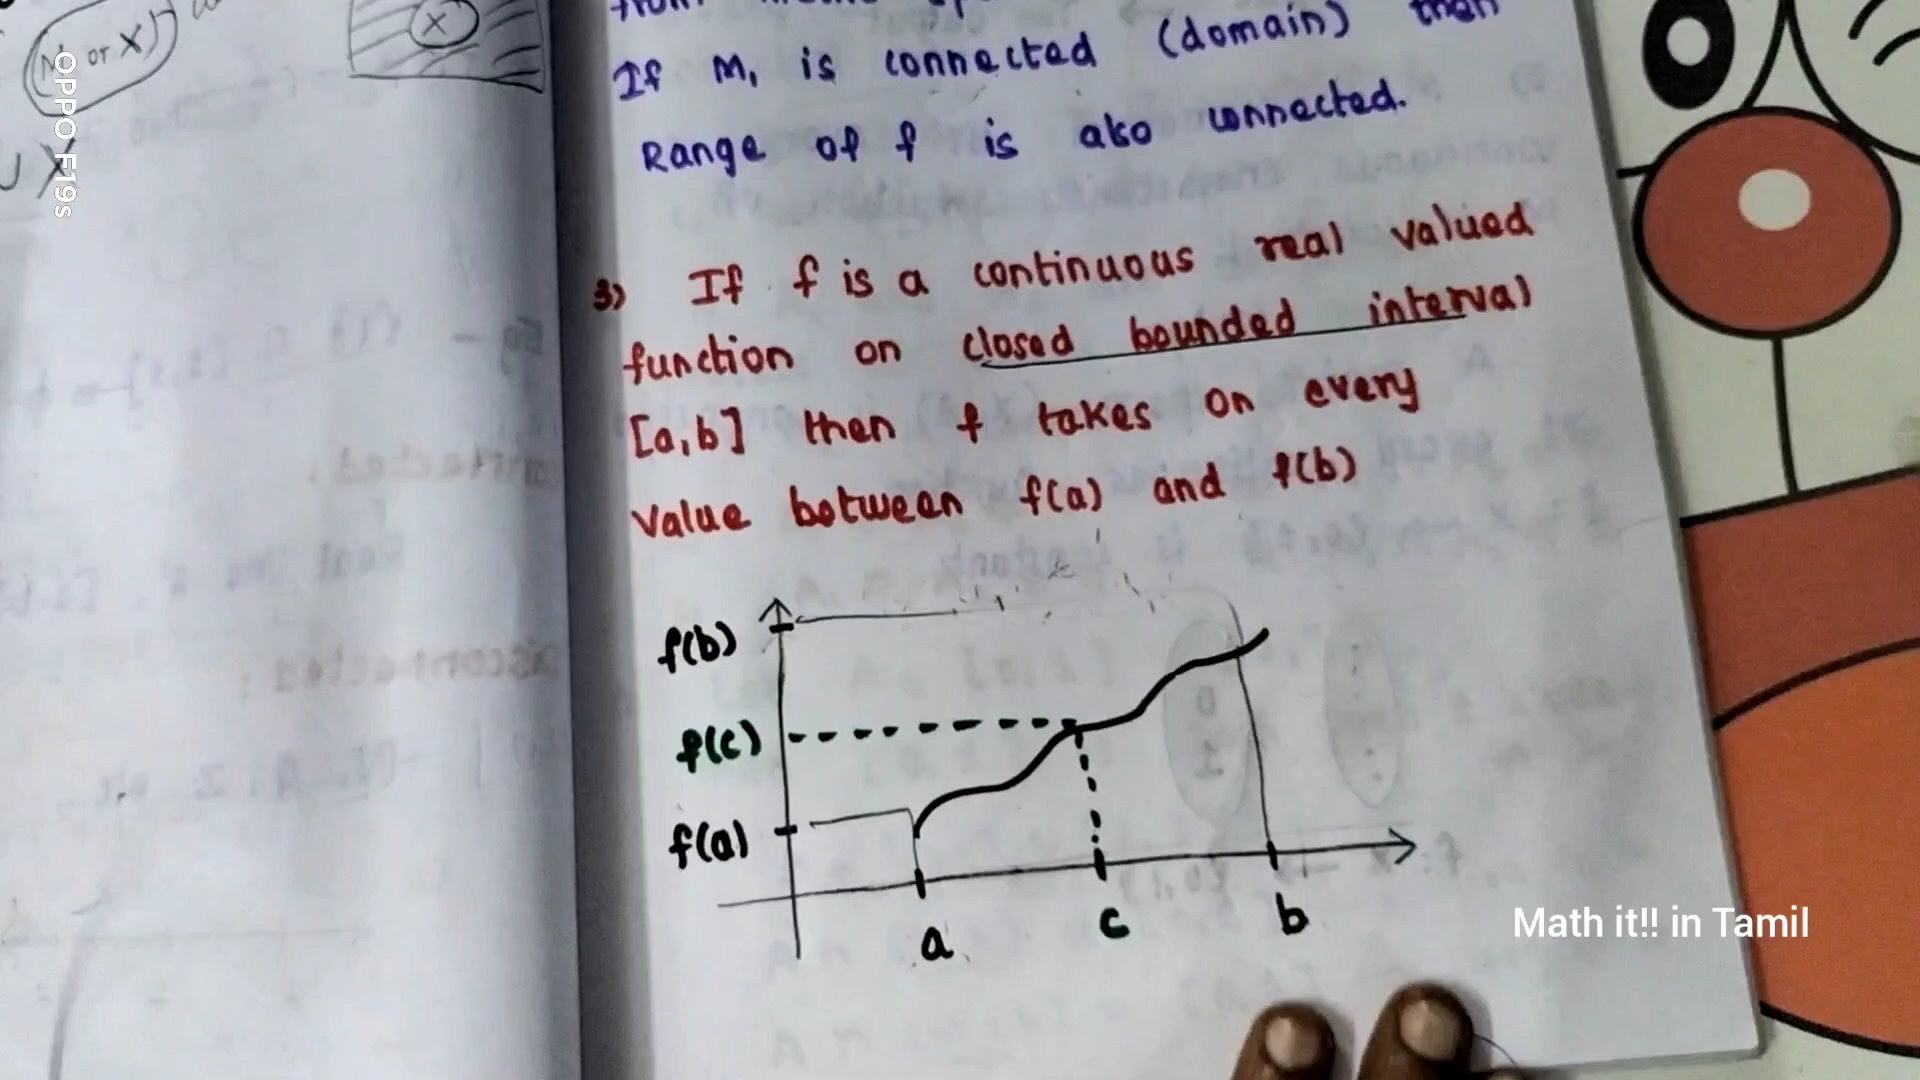 N or X)
X
U X
OPPO F19s
If M, is connected (domain) then
Range of f is also connected.
3) If f is a continuous real valued
function on closed bounded interval
[a,b] then f takes on every
value between f(a) and f(b)
f(b)
f(c)
f(a)
a c b
Math it!! in Tamil